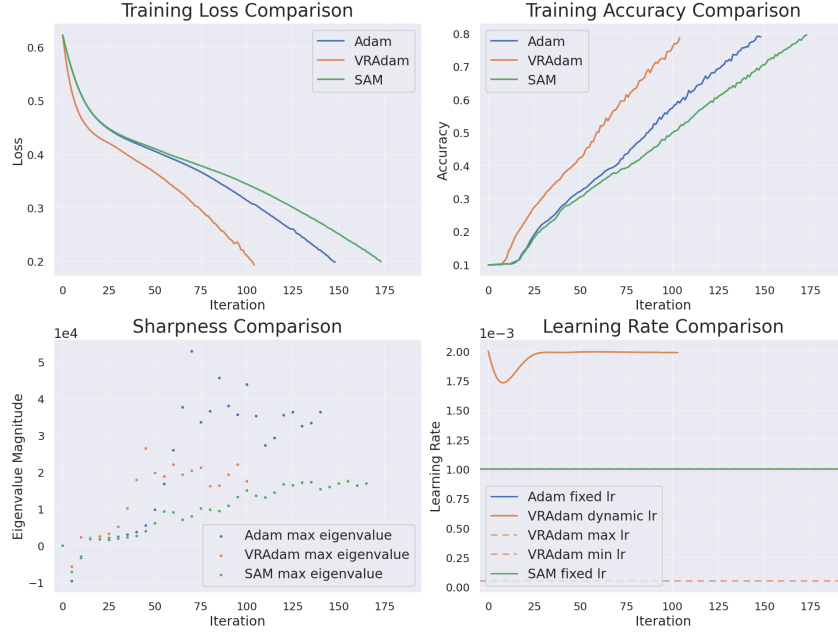 Training Loss Comparison
Loss
0.6
0.5
0.4
0.3
0.2
Adam
VRAdam
SAM
0 25 50 75 100 125 150 175
Iteration
Training Accuracy Comparison
Accuracy
0.8
0.7
0.6
0.5
0.4
0.3
0.2
0.1
Adam
VRAdam
SAM
0 25 50 75 100 125 150 175
Iteration
Sharpness Comparison
1e4
Eigenvalue Magnitude
5
4
3
2
1
0
−1
Adam max eigenvalue
VRAdam max eigenvalue
SAM max eigenvalue
0 25 50 75 100 125 150 175
Iteration
Learning Rate Comparison
1e−3
Learning Rate
2.00
1.75
1.50
1.25
1.00
0.75
0.50
0.25
0.00
Adam fixed lr
VRAdam dynamic lr
VRAdam max lr
VRAdam min lr
SAM fixed lr
0 25 50 75 100 125 150 175
Iteration